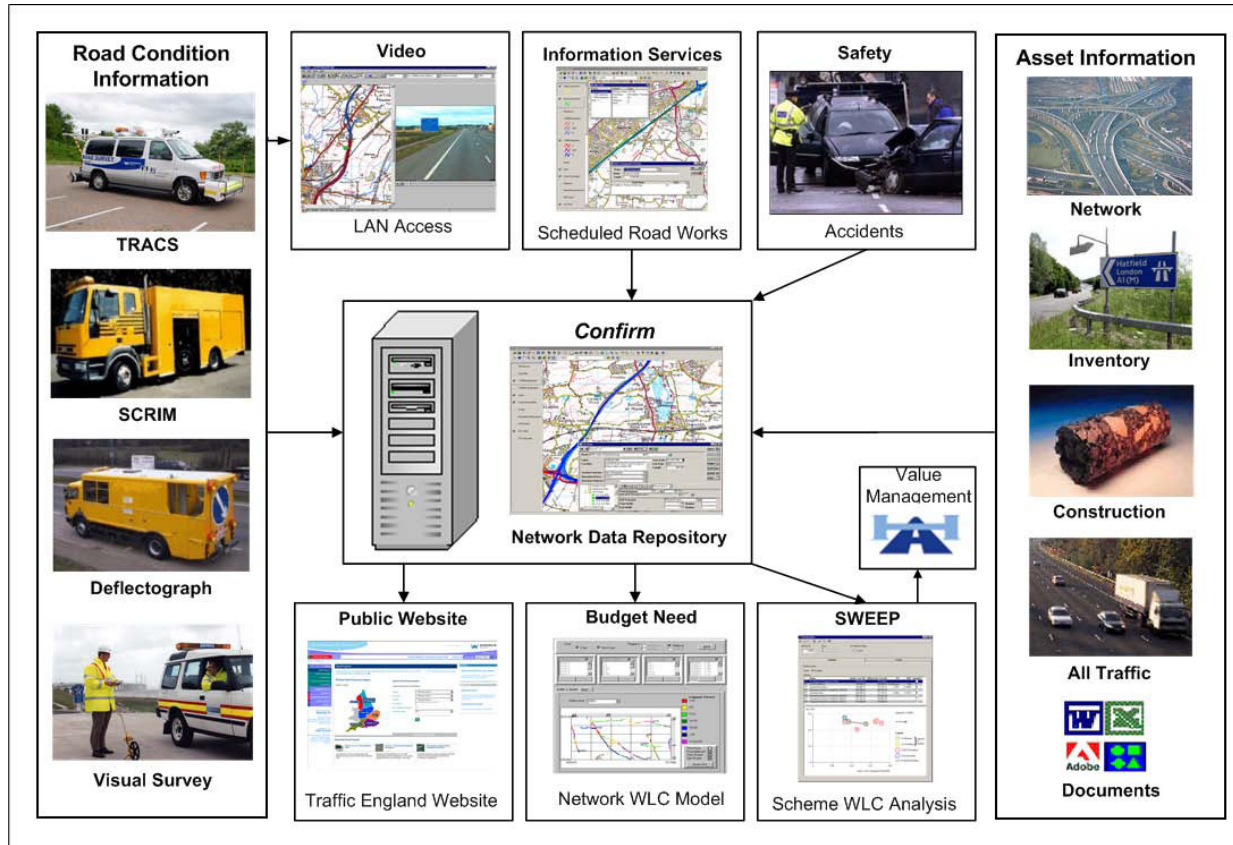 Road Condition
Information
TRACS
SCRIM
Deflectograph
Visual Survey
Video
LAN Access
Information Services
Scheduled Road Works
Safety
Accidents
Confirm
Network Data Repository
Public Website
Traffic England Website
Budget Need
Network WLC Model
SWEEP
Scheme WLC Analysis
Value
Management
Asset Information
Network
Hatfield
London
A1(M)
Inventory
Construction
All Traffic
Adobe
Documents
ROAD SURVEY